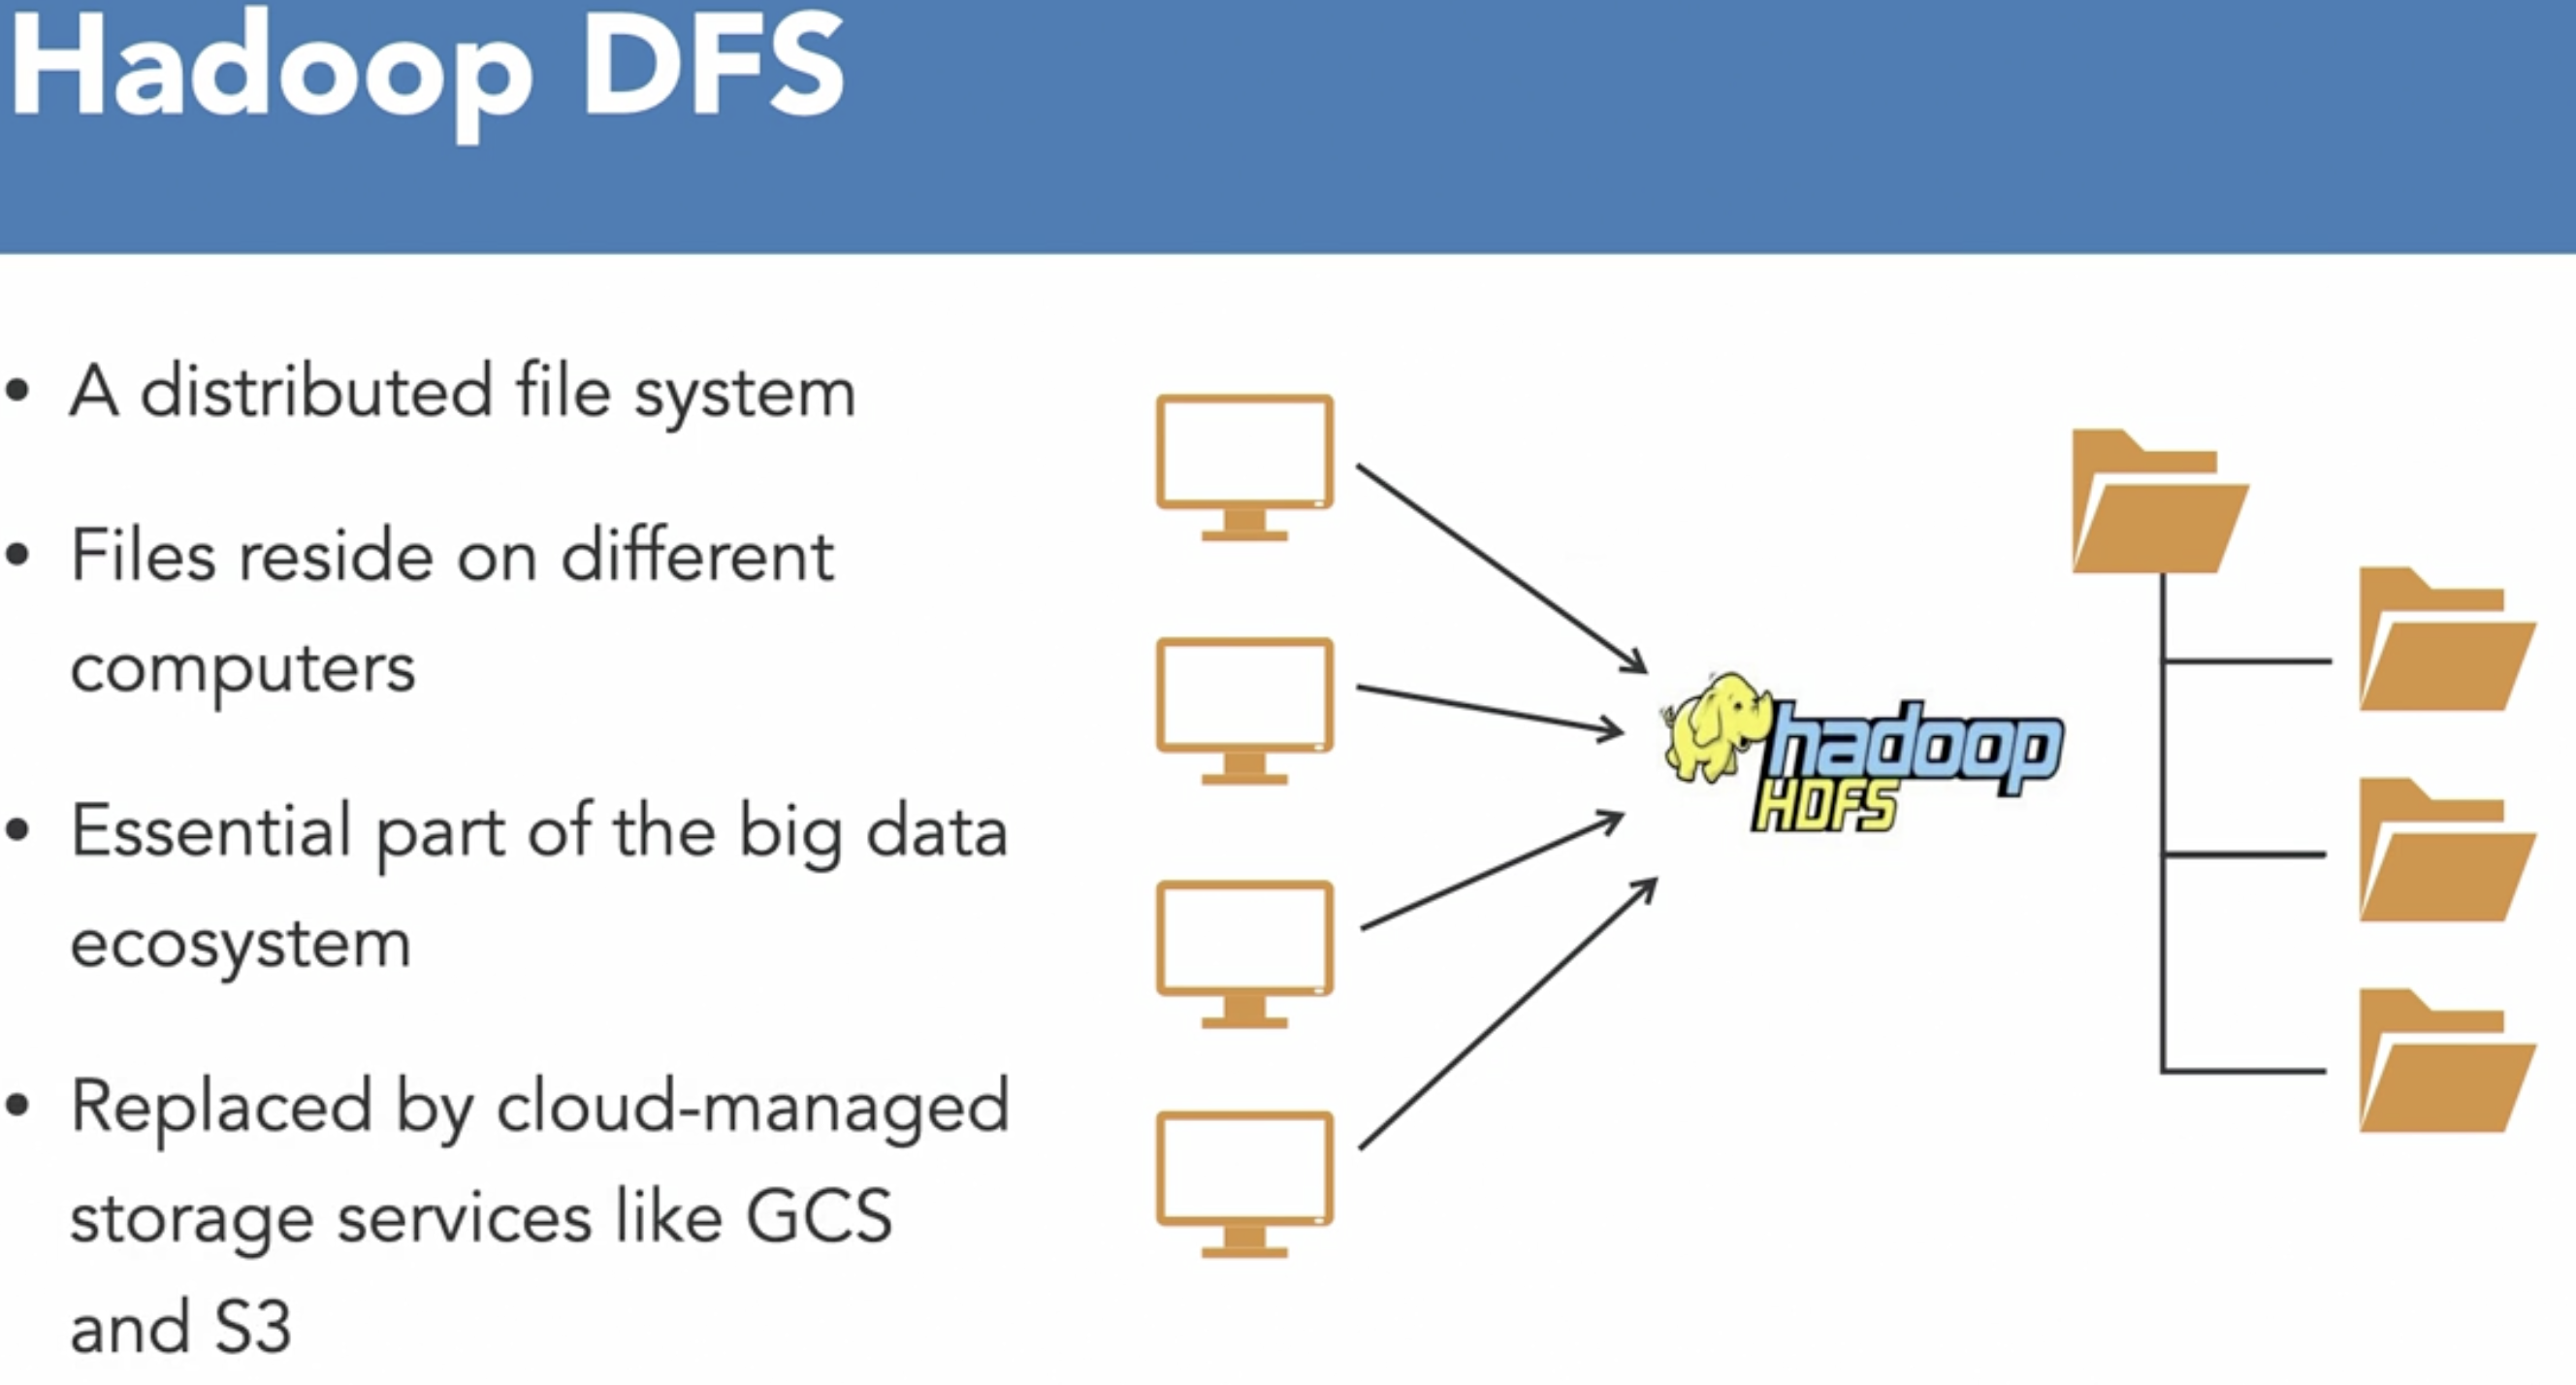 Hadoop DFS
• A distributed file system
• Files reside on different
computers
• Essential part of the big data
ecosystem
• Replaced by cloud-managed
storage services like GCS
and S3
hadoop
HDFS